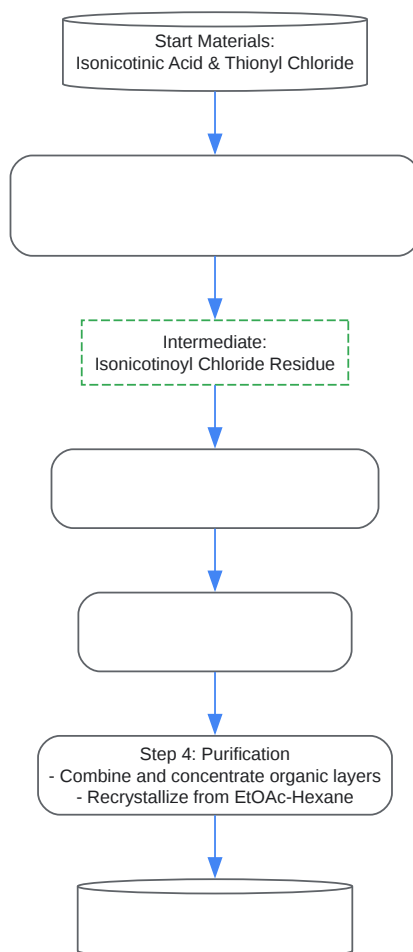 Start Materials:
Isonicotinic Acid & Thionyl Chloride
Intermediate:
Isonicotinoyl Chloride Residue
Step 4: Purification
- Combine and concentrate organic layers
- Recrystallize from EtOAc-Hexane